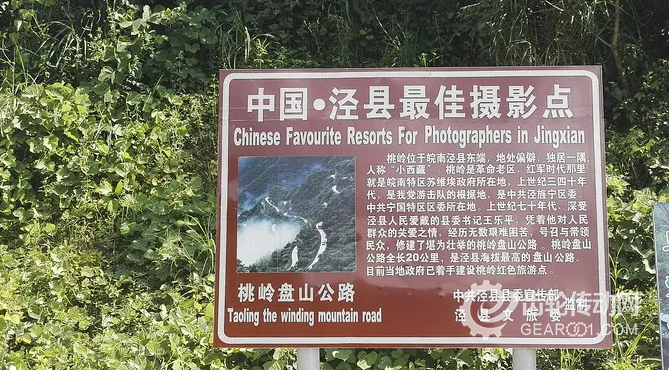 中国·泾县最佳摄影点
Chinese Favourite Resorts For Photographers in Jingxian
桃岭位于皖南泾县东端，地处偏僻，独居一隅，
人称“小西藏”。桃岭是革命老区，红军时代那里
就是皖南特区苏维埃政府所在地，上世纪三四十年
代，是我党游击队的根据地，是中共泾旌宁区委、
中共宁国特区区委所在地。上世纪七十年代，深受
泾县人民爱戴的县委书记王乐平，凭着他对人民
群众的关爱之情，经历无数艰难困苦，号召与带领
民众，修建了堪为壮举的桃岭盘山公路。桃岭盘山
公路全长20公里，是泾县海拔最高的盘山公路。
目前当地政府已着手建设桃岭红色旅游点。
桃岭盘山公路
Taoling the winding mountain road
中共泾县县委宣传部
泾县文旅委
齿轮传动网
GEAR001.COM